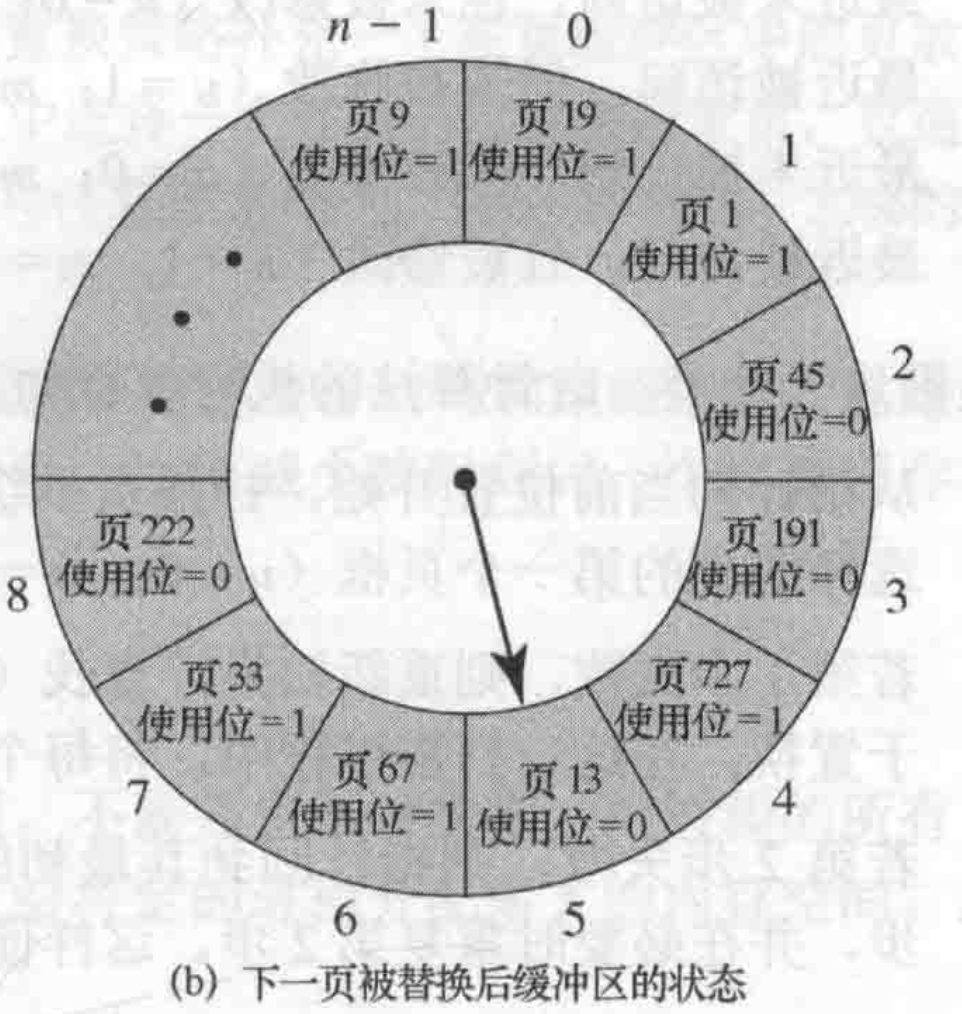 n − 1
0
页 9
使用位=1
页 19
使用位=1
1
页 1
使用位=1
2
页 45
使用位=0
3
页 191
使用位=0
4
页 727
使用位=1
5
页 13
使用位=0
6
页 67
使用位=1
7
页 33
使用位=1
8
页 222
使用位=0
(b) 下一页被替换后缓冲区的状态